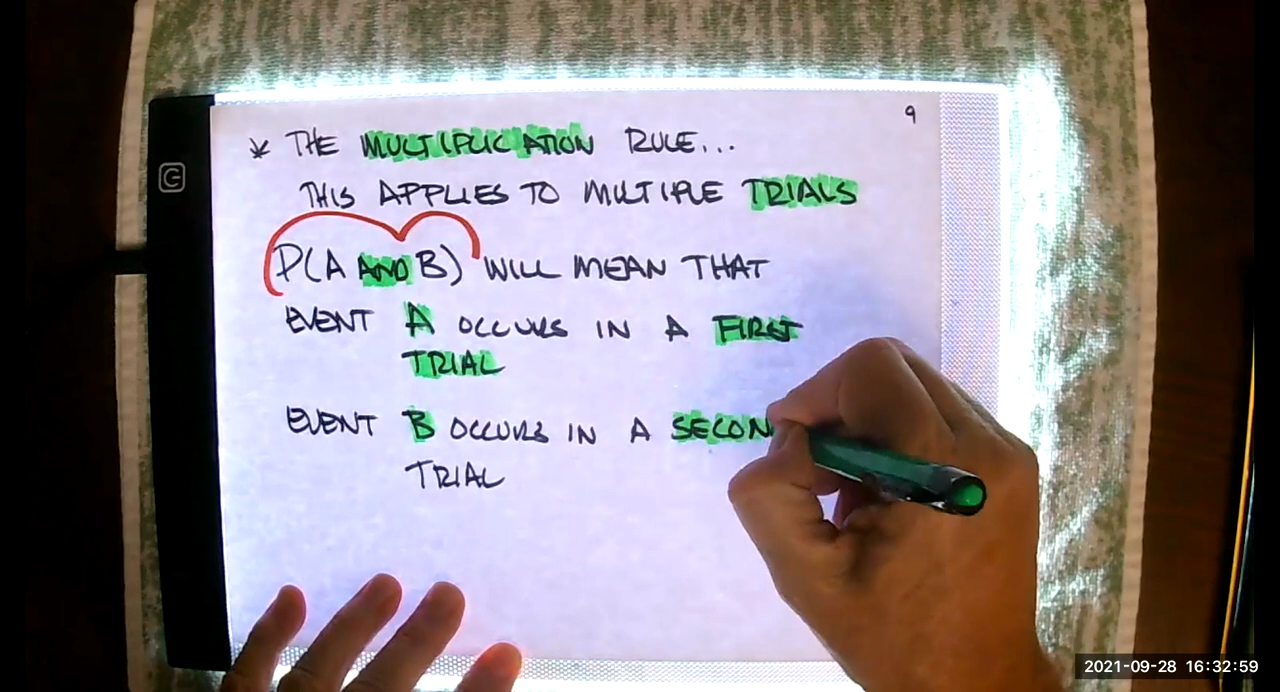 9
* THE MULTIPLICATION RULE...
THIS APPLIES TO MULTIPLE TRIALS
P(A AND B) WILL MEAN THAT
EVENT A OCCURS IN A FIRST
TRIAL
EVENT B OCCURS IN A SECON
TRIAL
2021-09-28 16:32:59